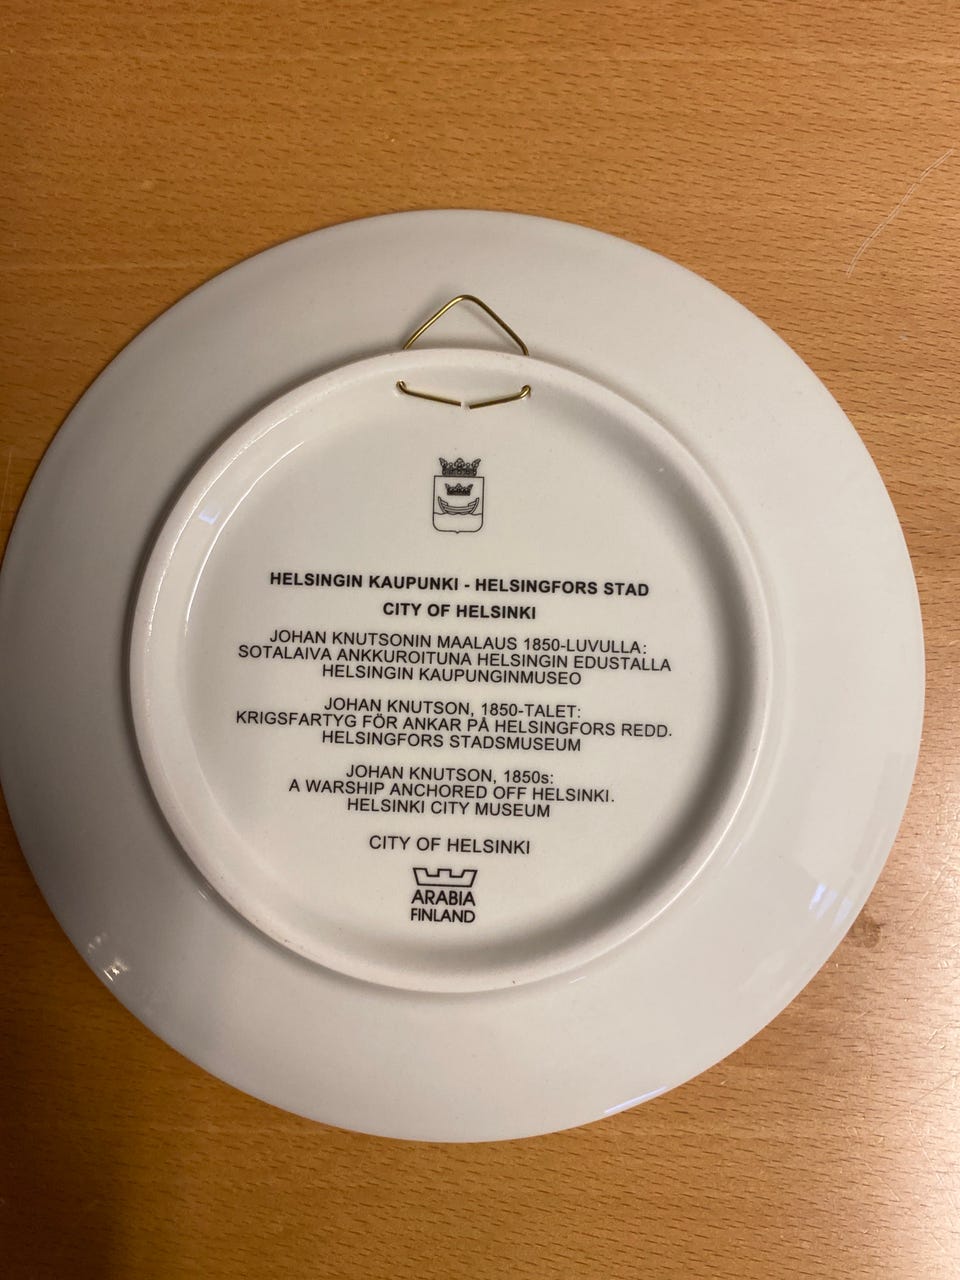 HELSINGIN KAUPUNKI - HELSINGFORS STAD
CITY OF HELSINKI
JOHAN KNUTSONIN MAALAUS 1850-LUVULLA:
SOTALAIVA ANKKUROITUNA HELSINGIN EDUSTALLA
HELSINGIN KAUPUNGINMUSEO
JOHAN KNUTSON, 1850-TALET:
KRIGSFARTYG FÖR ANKAR PÅ HELSINGFORS REDD.
HELSINGFORS STADSMUSEUM
JOHAN KNUTSON, 1850s:
A WARSHIP ANCHORED OFF HELSINKI.
HELSINKI CITY MUSEUM
CITY OF HELSINKI
ARABIA
FINLAND